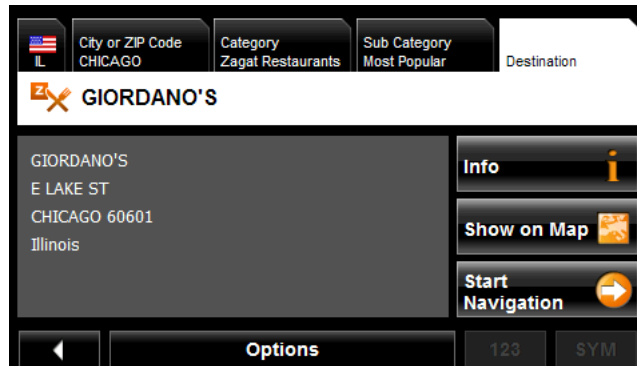 IL
City or ZIP Code
CHICAGO
Category
Zagat Restaurants
Sub Category
Most Popular
Destination
Z
GIORDANO'S
GIORDANO'S
E LAKE ST
CHICAGO 60601
Illinois
Info
i
Show on Map
Start
Navigation
Options
123
SYM